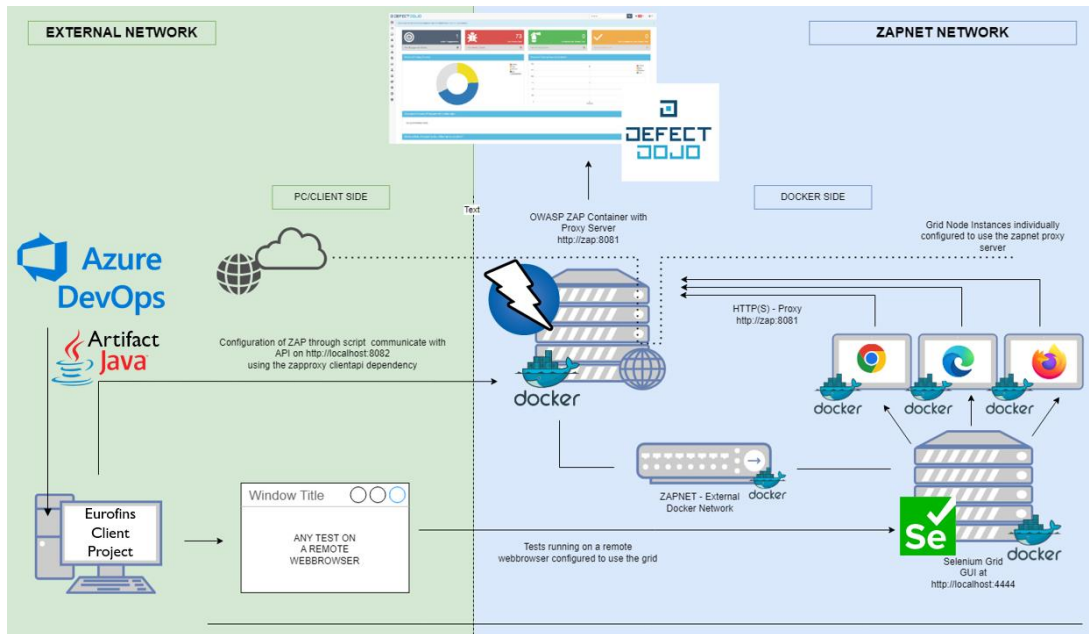 EXTERNAL NETWORK
ZAPNET NETWORK
DEFECT
DOJO
PC/CLIENT SIDE
DOCKER SIDE
Text
OWASP ZAP Container with
Proxy Server
http://zap:8081
Grid Node Instances individually
configured to use the zapnet proxy
server
Azure
DevOps
Artifact
Java
Configuration of ZAP through script communicate with
API on http://localhost:8082
using the zapproxy clientapi dependency
HTTP(S) - Proxy
http://zap:8081
docker
docker
docker
docker
ZAPNET - External
Docker Network
docker
Eurofins
Client
Project
Window Title
ANY TEST ON
A REMOTE
WEBBROWSER
Tests running on a remote
webbrowser configured to use the grid
Se
docker
Selenium Grid
GUI at
http://localhost:4444